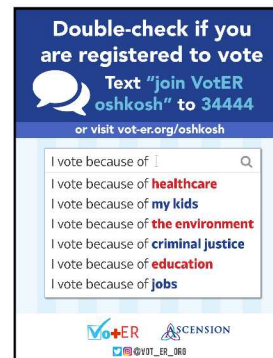 Double-check if you
are registered to vote
Text “join VotER
oshkosh” to 34444
or visit vot-er.org/oshkosh
I vote because of
I vote because of healthcare
I vote because of my kids
I vote because of the environment
I vote because of criminal justice
I vote because of education
I vote because of jobs
VotER ASCENSION
@VOT_ER_ORG